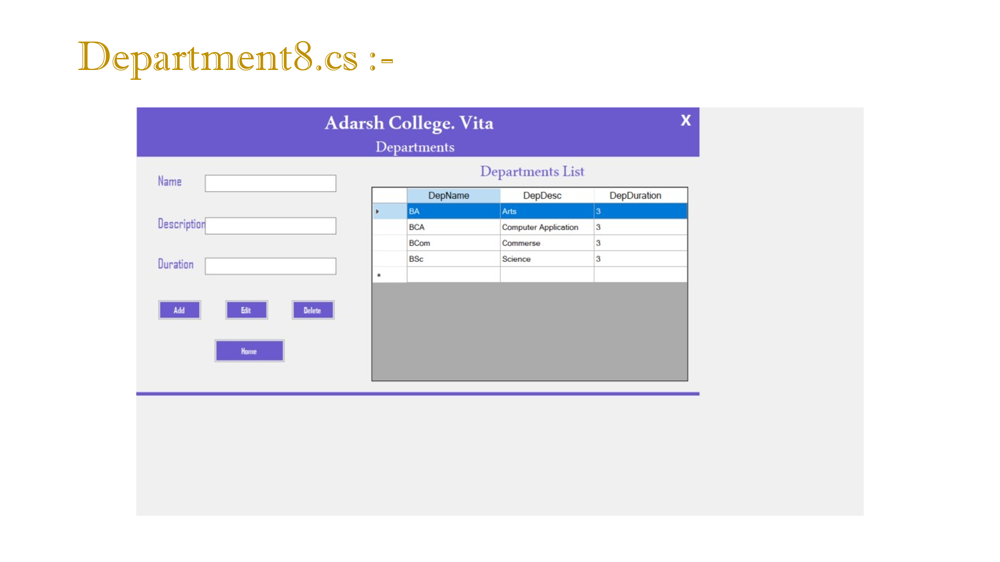 Department8.cs :-
Adarsh College. Vita
X
Departments
Name
Description
Duration
Add Edit Delete
Home
Departments List
DepName DepDesc DepDuration
BA Arts 3
BCA Computer Application 3
BCom Commerse 3
BSc Science 3